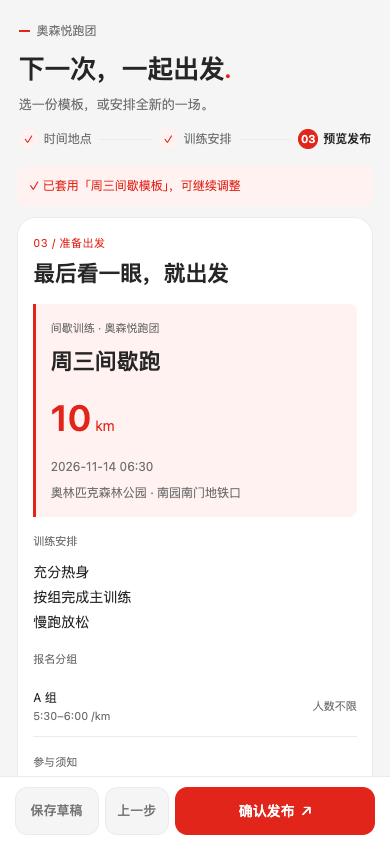 奥森悦跑团
下一次，一起出发.
选一份模板，或安排全新的一场。
✓ 时间地点 ✓ 训练安排 03 预览发布
✓ 已套用「周三间歇模板」，可继续调整
03 / 准备出发
最后看一眼，就出发
间歇训练 · 奥森悦跑团
周三间歇跑
10 km
2026-11-14 06:30
奥林匹克森林公园 · 南园南门地铁口
训练安排
充分热身
按组完成主训练
慢跑放松
报名分组
A 组
5:30–6:00 /km
人数不限
参与须知
保存草稿 上一步 确认发布 ↗